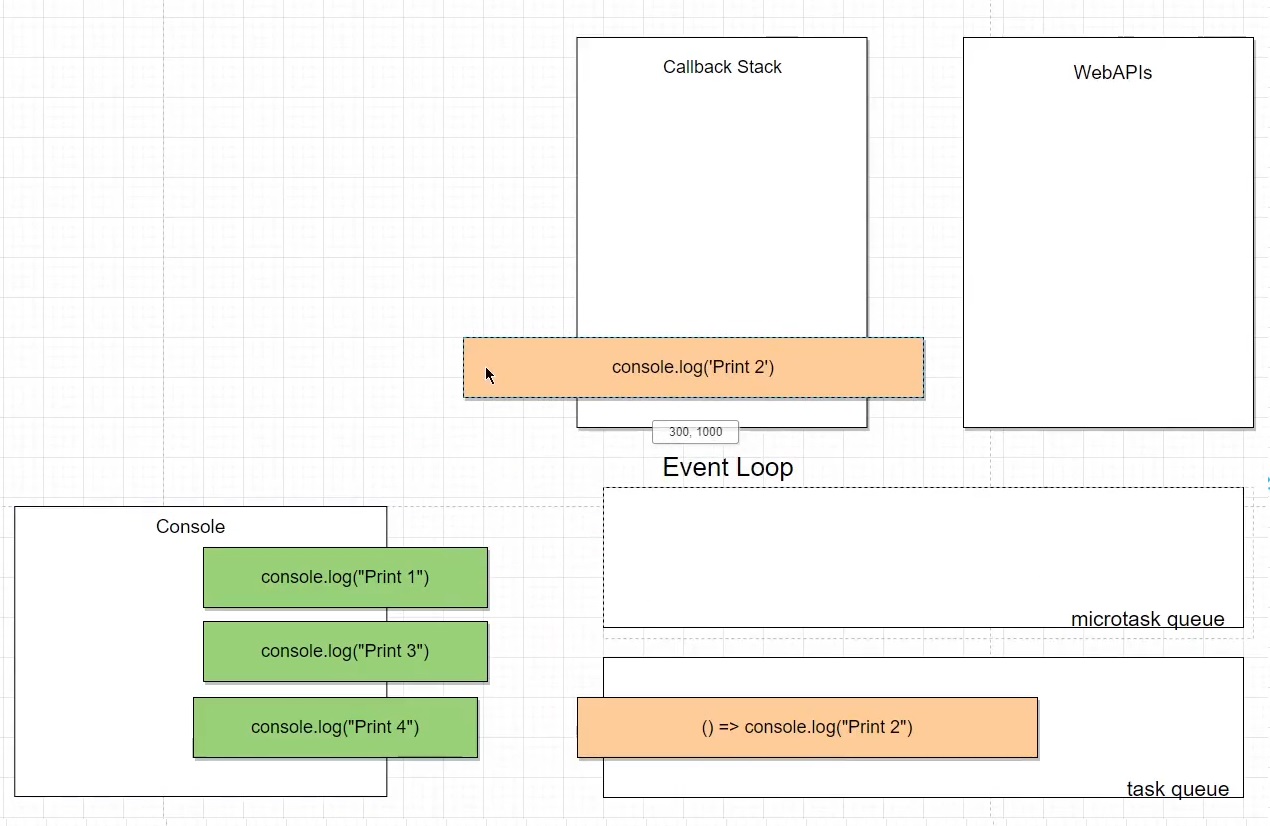 Callback Stack
WebAPIs
console.log('Print 2')
300, 1000
Event Loop
Console
console.log("Print 1")
console.log("Print 3")
console.log("Print 4")
microtask queue
() => console.log("Print 2")
task queue